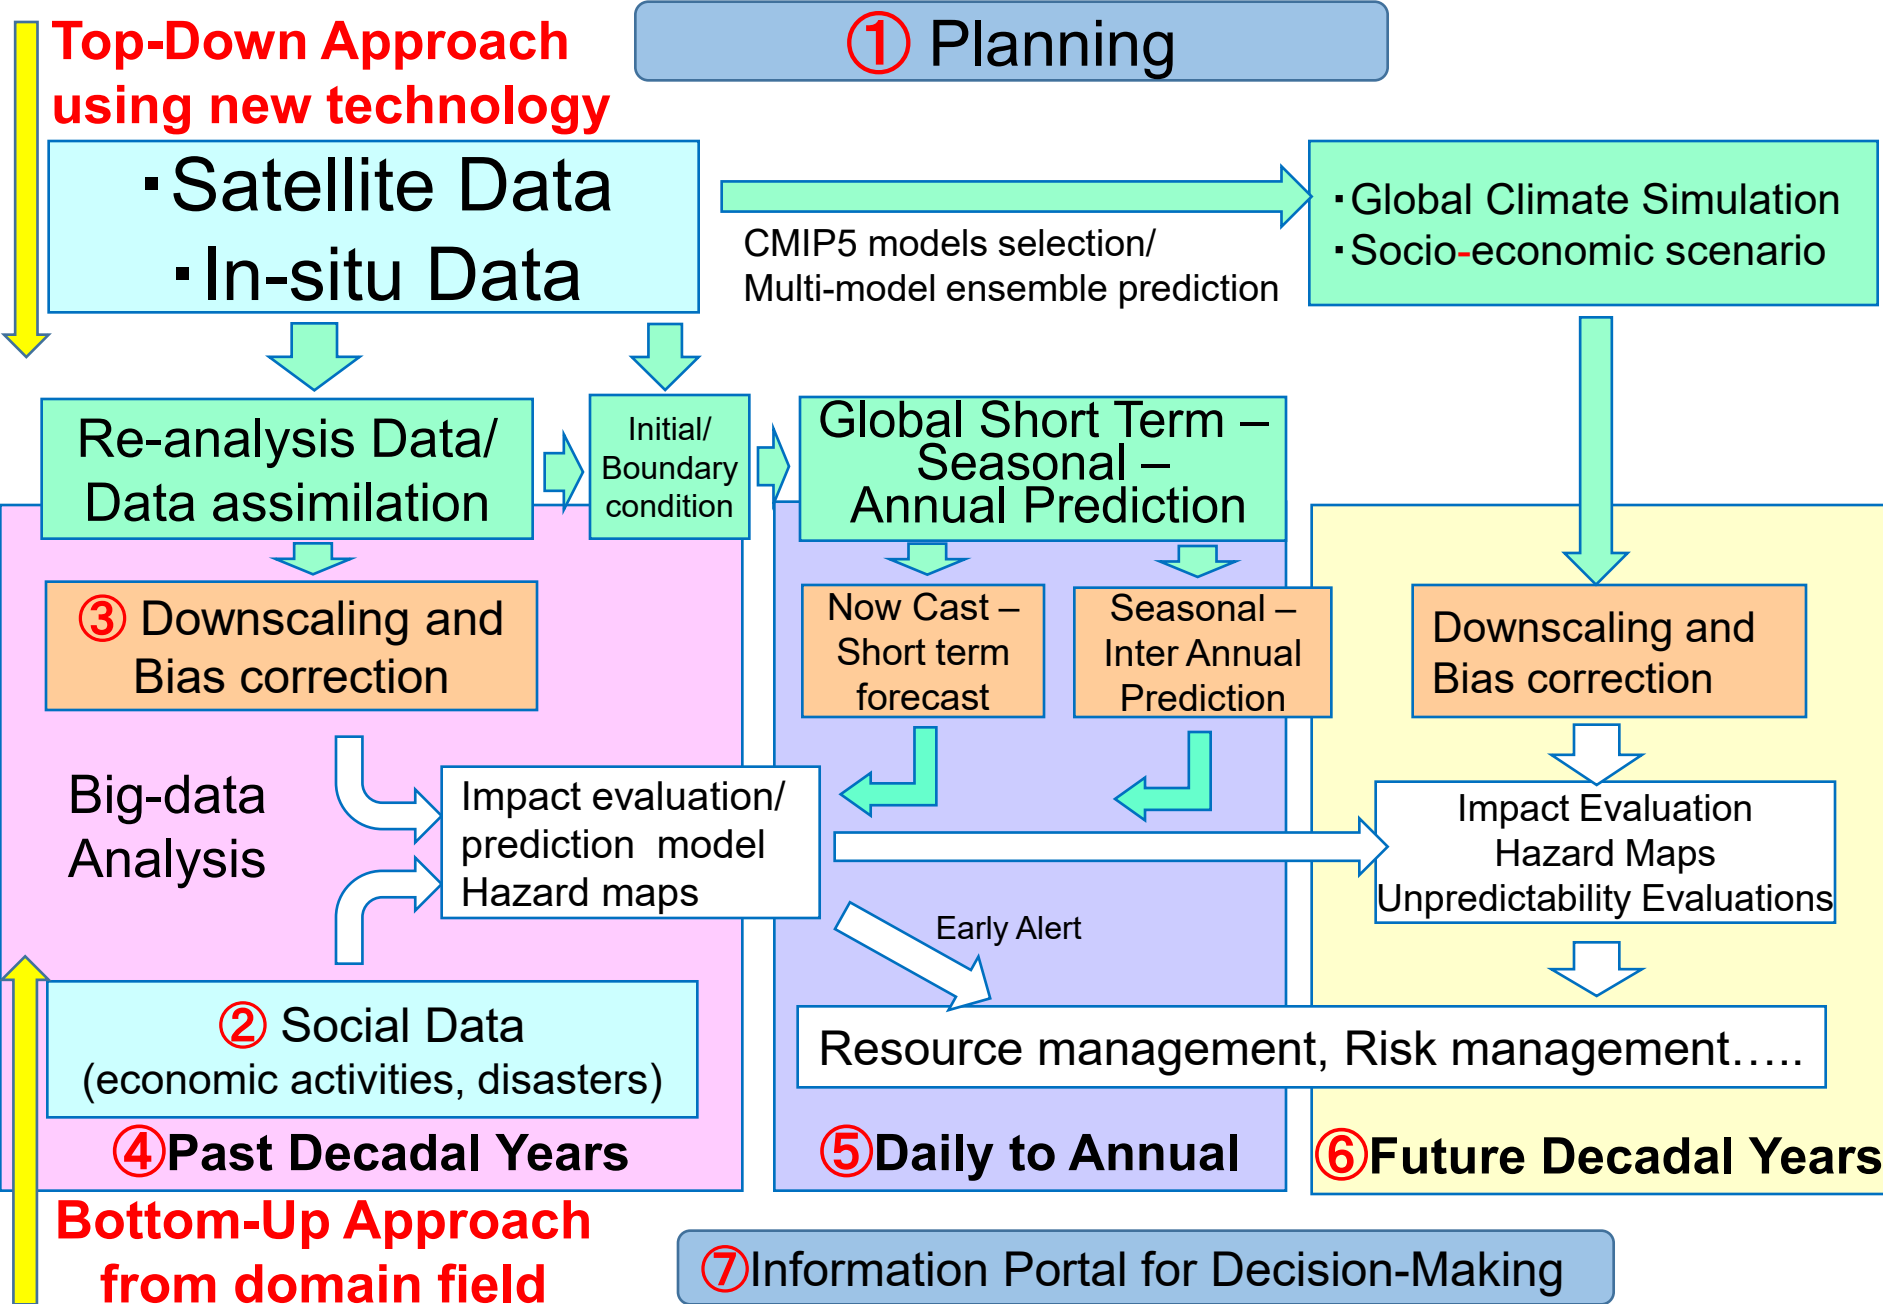 Top-Down Approach
using new technology
① Planning
・Satellite Data
・In-situ Data
CMIP5 models selection/
Multi-model ensemble prediction
・Global Climate Simulation
・Socio-economic scenario
Re-analysis Data/
Data assimilation
Initial/
Boundary
condition
Global Short Term –
Seasonal –
Annual Prediction
③ Downscaling and
Bias correction
Now Cast –
Short term
forecast
Seasonal –
Inter Annual
Prediction
Downscaling and
Bias correction
Big-data
Analysis
Impact evaluation/
prediction model
Hazard maps
Impact Evaluation
Hazard Maps
Unpredictability Evaluations
Early Alert
② Social Data
(economic activities, disasters)
Resource management, Risk management…..
④Past Decadal Years
⑤Daily to Annual
⑥Future Decadal Years
Bottom-Up Approach
from domain field
⑦Information Portal for Decision-Making